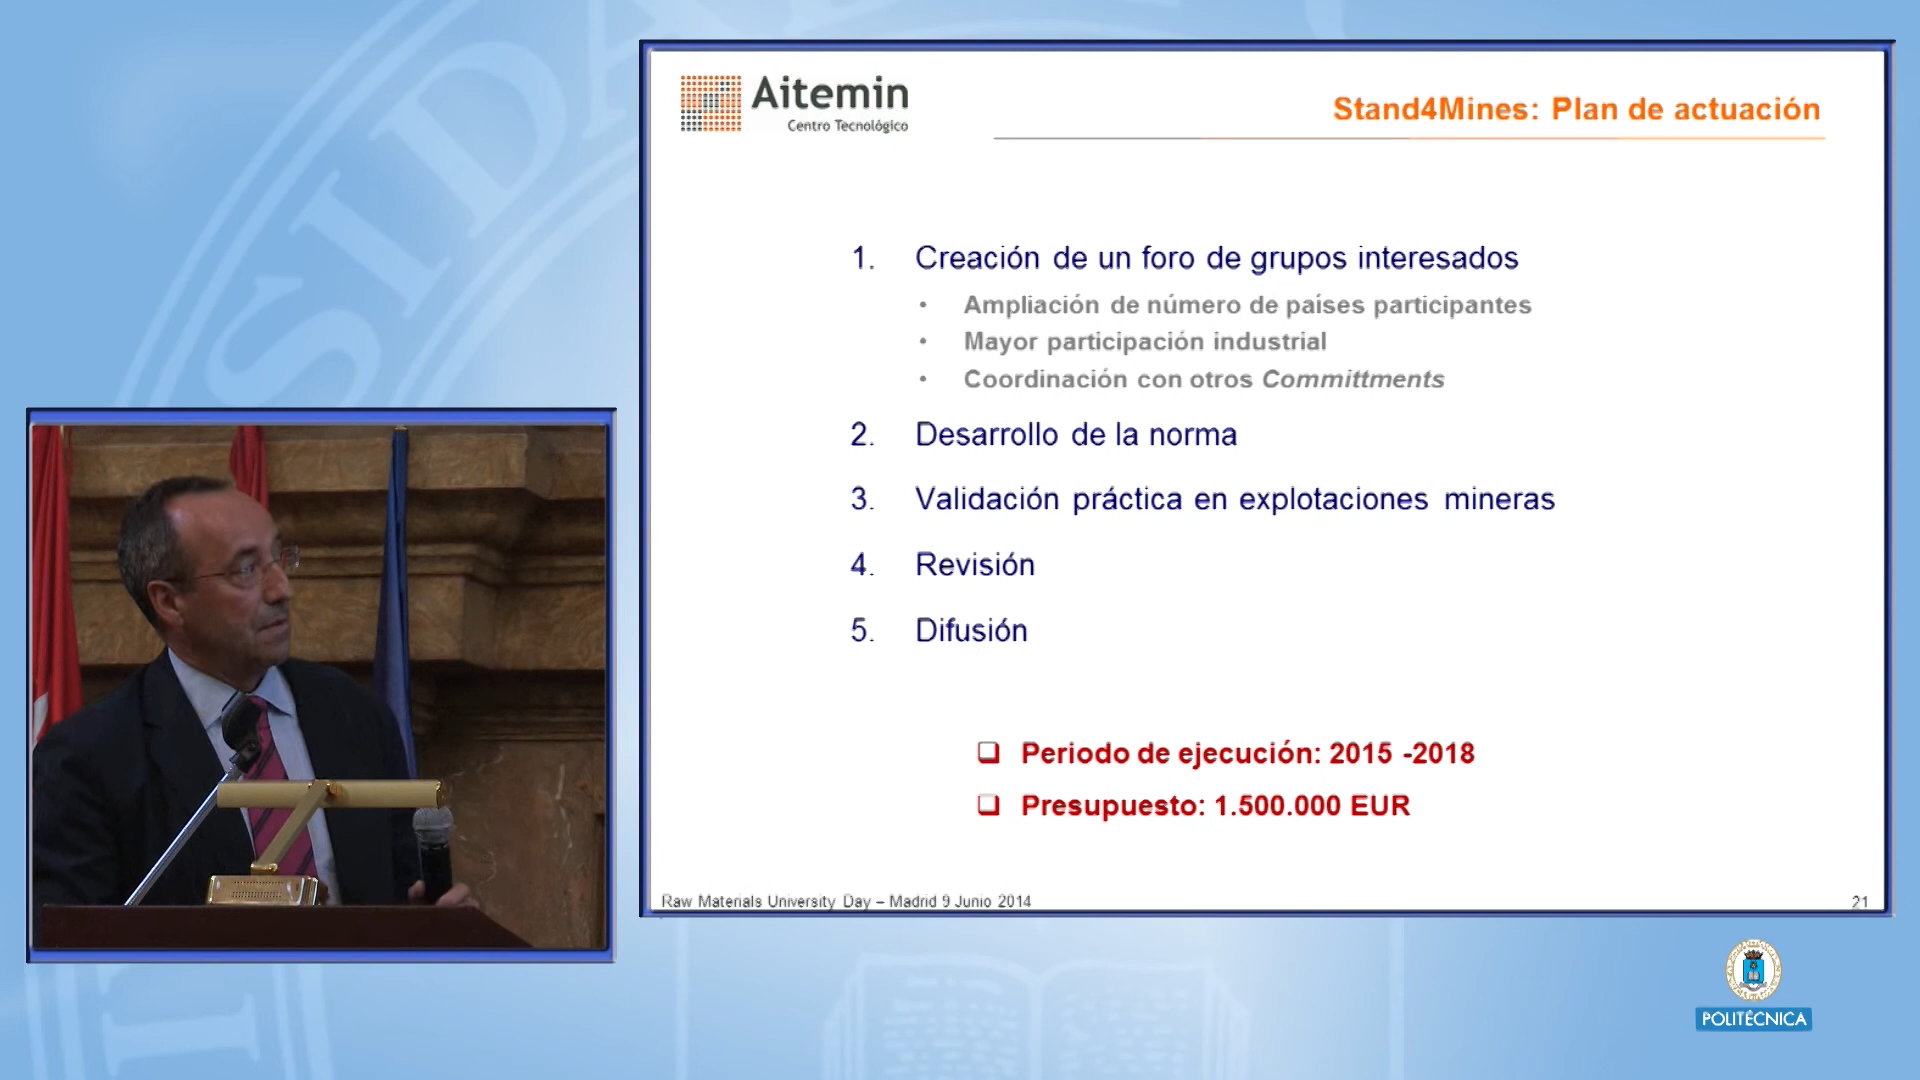 Aitemin
Centro Tecnológico
Stand4Mines: Plan de actuación
1. Creación de un foro de grupos interesados
• Ampliación de número de países participantes
• Mayor participación industrial
• Coordinación con otros Committments
2. Desarrollo de la norma
3. Validación práctica en explotaciones mineras
4. Revisión
5. Difusión
❑ Periodo de ejecución: 2015 -2018
❑ Presupuesto: 1.500.000 EUR
Raw Materials University Day – Madrid 9 Junio 2014
21
POLITÉCNICA